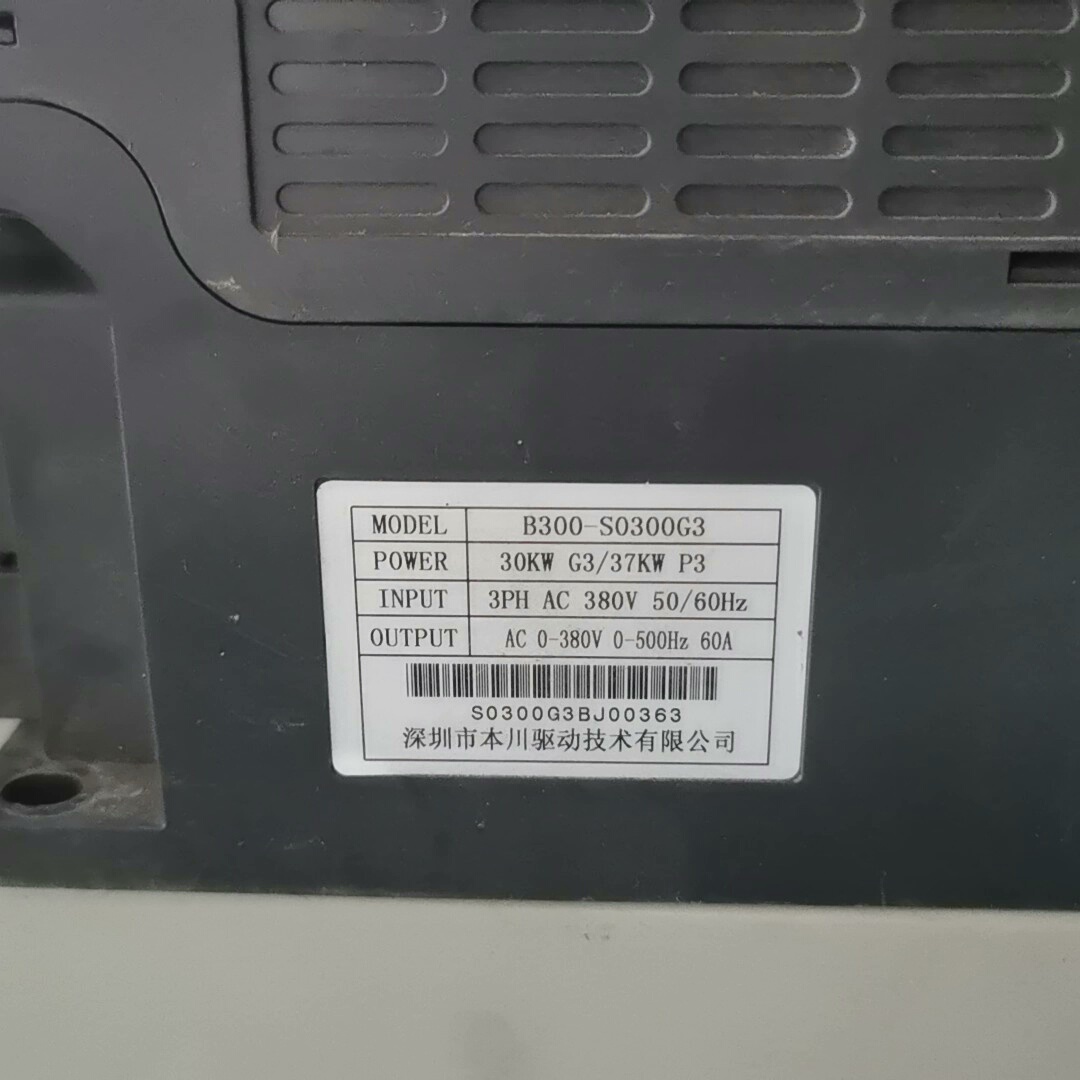 MODEL B300-S0300G3
POWER 30KW G3/37KW P3
INPUT 3PH AC 380V 50/60Hz
OUTPUT AC 0-380V 0-500Hz 60A
S0300G3BJ00363
深圳市本川驱动技术有限公司